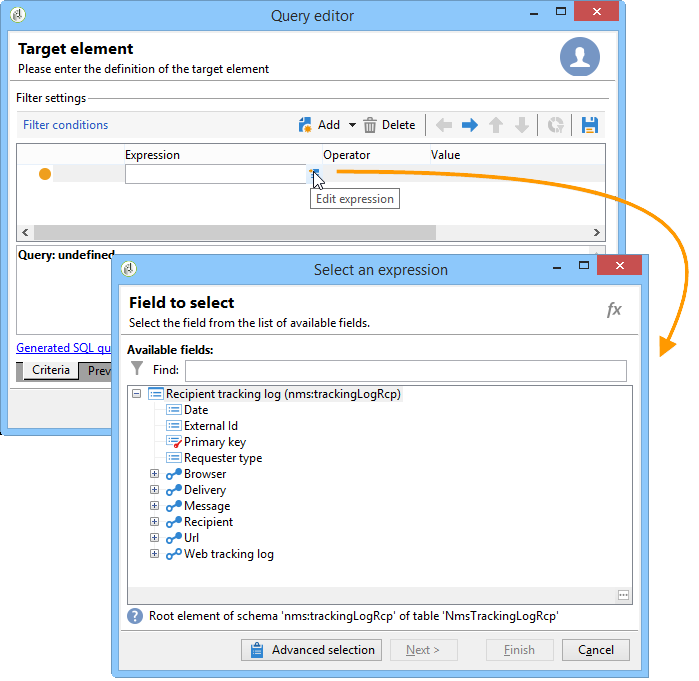 Query editor
Target element
Please enter the definition of the target element
Filter settings
Filter conditions Add Delete
Expression Operator Value
Edit expression
Query: undefined
Generated SQL qu
Criteria Prev
Select an expression
Field to select
Select the field from the list of available fields.
fx
Available fields:
Find:
Recipient tracking log (nms:trackingLogRcp)
Date
External Id
Primary key
Requester type
Browser
Delivery
Message
Recipient
Url
Web tracking log
Root element of schema 'nms:trackingLogRcp' of table 'NmsTrackingLogRcp'
Advanced selection Next > Finish Cancel